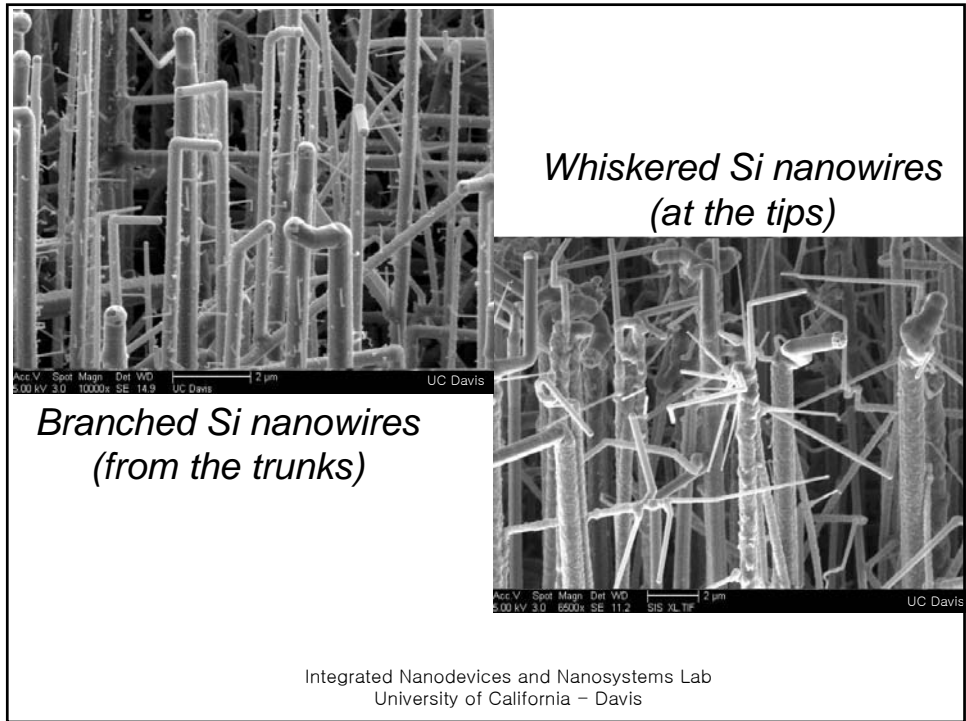 Acc.V Spot Magn Det WD 2 μm
5.00 kV 3.0 10000x SE 14.9 UC Davis
UC Davis
Branched Si nanowires
(from the trunks)
Whiskered Si nanowires
(at the tips)
Acc.V Spot Magn Det WD 2 μm
5.00 kV 3.0 6500x SE 11.2 SIS XL.TIF
UC Davis
Integrated Nanodevices and Nanosystems Lab
University of California – Davis